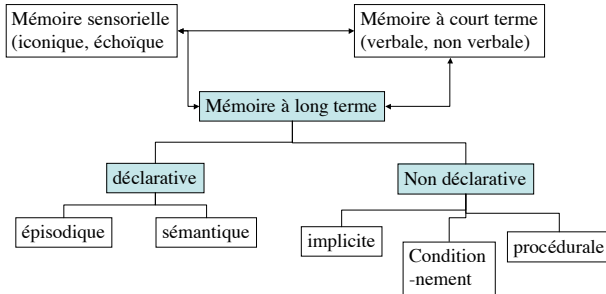 Mémoire sensorielle
(iconique, échoïque
Mémoire à court terme
(verbale, non verbale)
Mémoire à long terme
déclarative
Non déclarative
épisodique
sémantique
implicite
Condition
-nement
procédurale